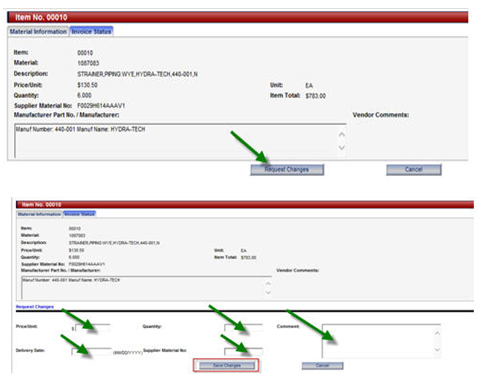 Item No. 00010
Material Information Invoice Status
Item: 00010
Material: 1087083
Description: STRAINER,PIPING:WYE,HYDRA-TECH,440-001,N
Price/Unit: $130.50 Unit: EA
Quantity: 6.000 Item Total: $783.00
Supplier Material No: F0029H614AAAV1
Manufacturer Part No. / Manufacturer: Vendor Comments:
Manuf Number: 440-001 Manuf Name: HYDRA-TECH
Request Changes Cancel
Item No. 00010
Material Information Invoice Status
Item: 00010
Material: 1087083
Description: STRAINER,PIPING:WYE,HYDRA-TECH,440-001,N
Price/Unit: $130.50 Unit: EA
Quantity: 6.000 Item Total: $783.00
Supplier Material No: F0029H614AAAV1
Manufacturer Part No. / Manufacturer: Vendor Comments:
Manuf Number: 440-001 Manuf Name: HYDRA-TECH
Request Changes
Price/Unit: $ Quantity: Comment:
Delivery Date: (MM/DD/YYYY) Supplier Material No:
Save Changes Cancel